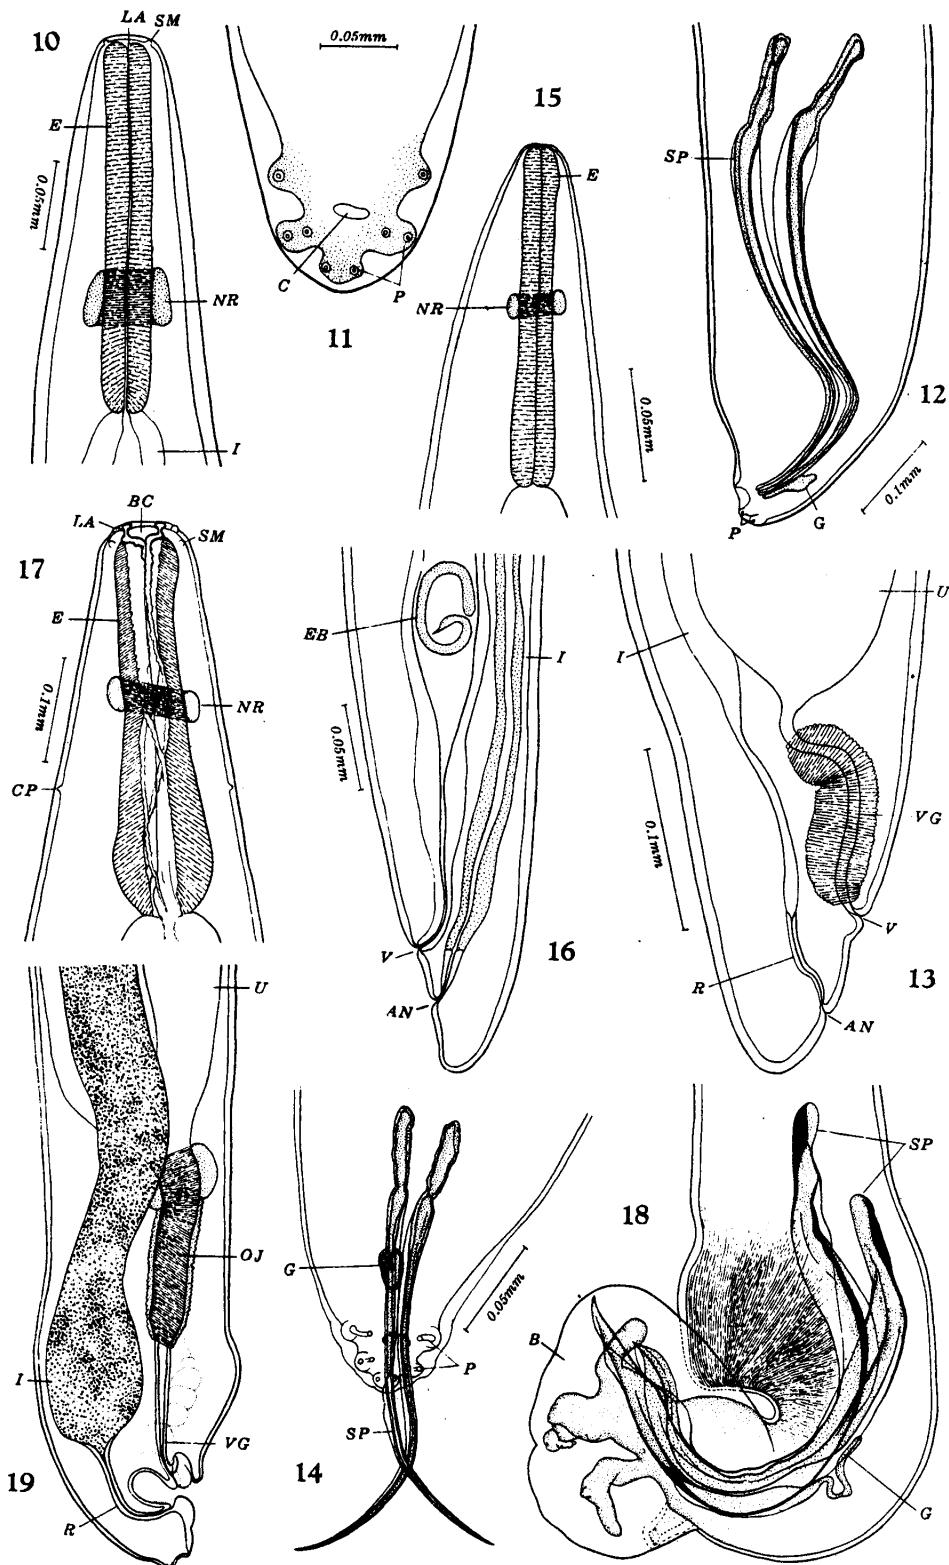 10
LA
SM
E
0.05mm
NR
I
0.05mm
C
P
11
15
E
NR
0.05mm
SP
12
0.1mm
P
G
17
BC
LA
SM
E
0.1mm
NR
CP
EB
I
0.05mm
V
AN
16
U
I
0.1mm
VG
V
R
AN
13
U
OJ
I
VG
R
19
G
0.05mm
P
SP
14
SP
18
B
G